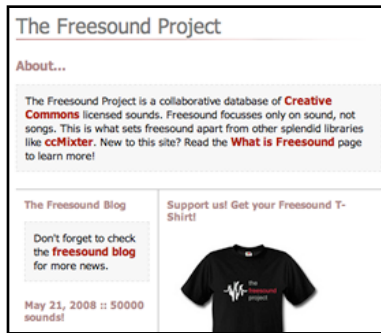 The Freesound Project
About...
The Freesound Project is a collaborative database of Creative
Commons licensed sounds. Freesound focusses only on sound, not
songs. This is what sets freesound apart from other splendid libraries
like ccMixter. New to this site? Read the What is Freesound page
to learn more!
The Freesound Blog
Don't forget to check
the freesound blog
for more news.
May 21, 2008 :: 50000
sounds!
Support us! Get your Freesound T-
Shirt!
the
freesound
project